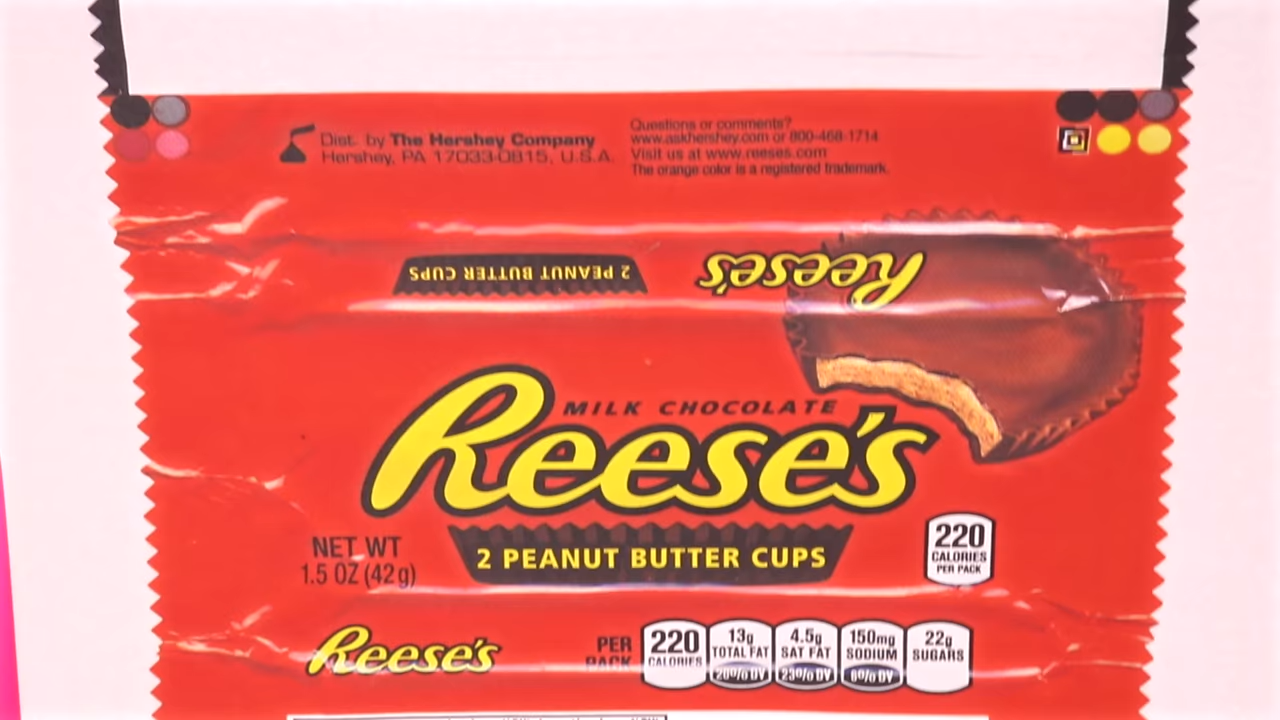 Dist. by The Hershey Company
Hershey, PA 17033-0815, U.S.A.
Questions or comments?
www.askhershey.com or 800-468-1714
Visit us at www.reeses.com
The orange color is a registered trademark.
Reese's
2 PEANUT BUTTER CUPS
MILK CHOCOLATE
Reese's
2 PEANUT BUTTER CUPS
NET WT
1.5 OZ (42g)
220
CALORIES
PER PACK
Reese's
PER
PACK
220
CALORIES
13g
TOTAL FAT
20% DV
4.5g
SAT FAT
23% DV
150mg
SODIUM
6% DV
22g
SUGARS